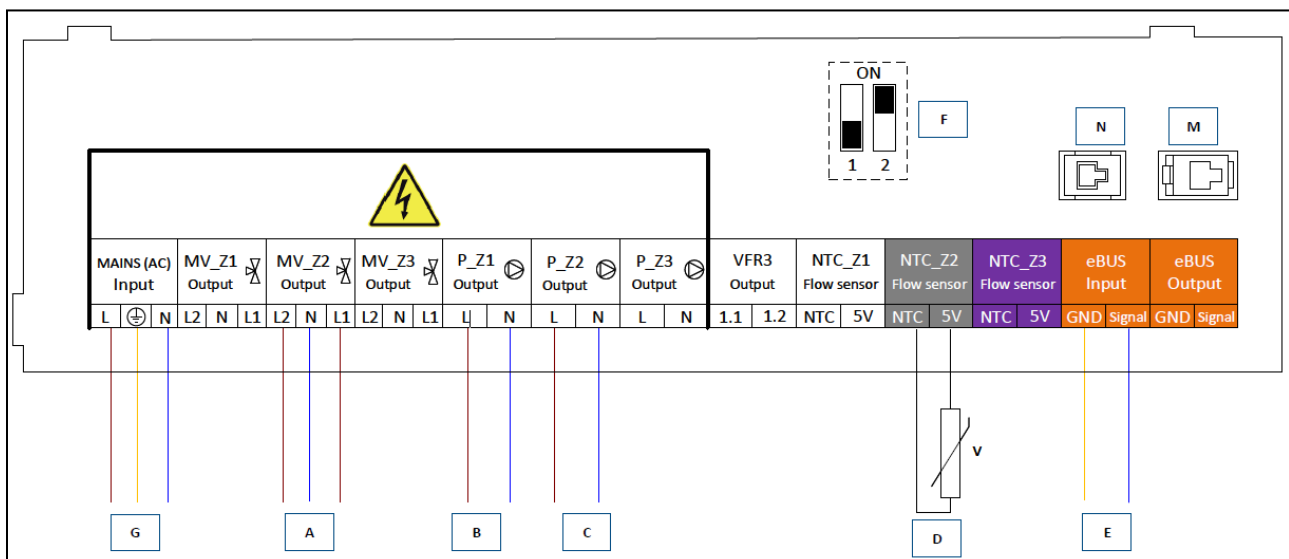 ON
1 2
F
N
M
MAINS (AC)
Input
MV_Z1
Output
MV_Z2
Output
MV_Z3
Output
P_Z1
Output
P_Z2
Output
P_Z3
Output
VFR3
Output
NTC_Z1
Flow sensor
NTC_Z2
Flow sensor
NTC_Z3
Flow sensor
eBUS
Input
eBUS
Output
L N L2 N L1 L2 N L1 L2 N L1 L N L N L N 1.1 1.2 NTC 5V NTC 5V NTC 5V GND Signal GND Signal
V
G
A
B
C
D
E